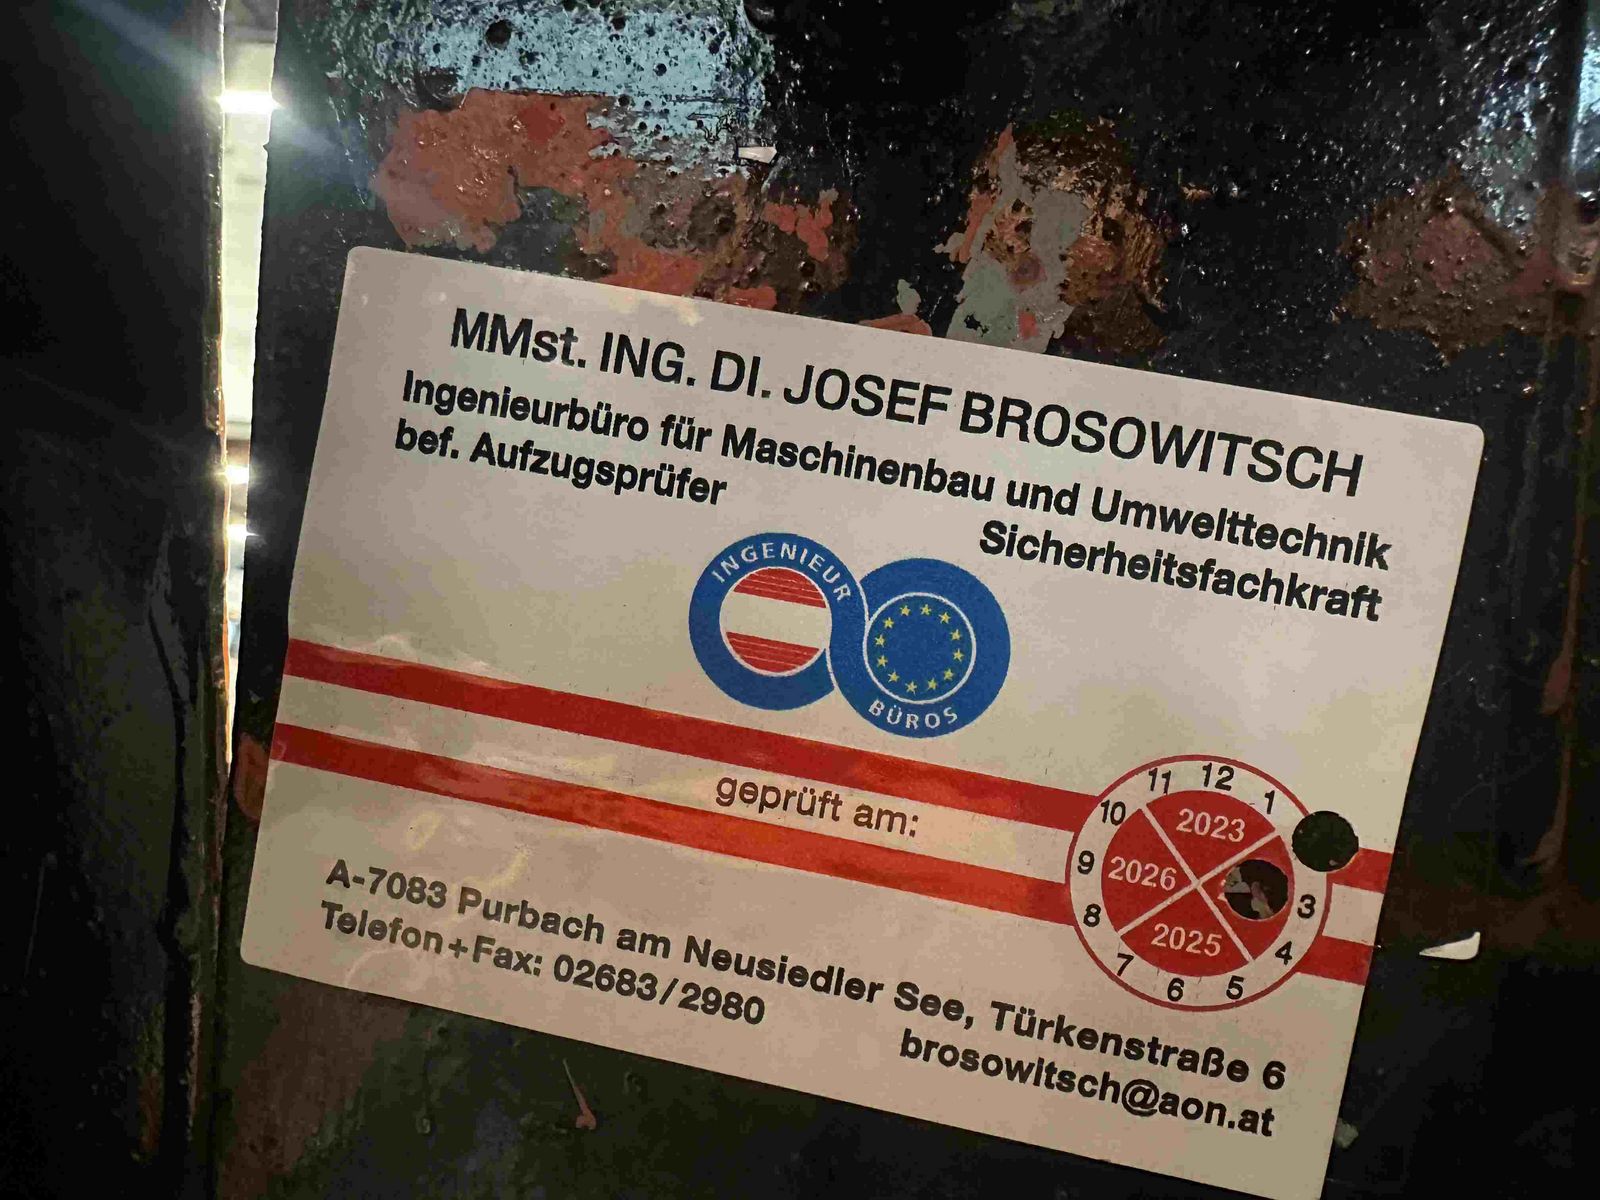 MMst. ING. DI. JOSEF BROSOWITSCH
Ingenieurbüro für Maschinenbau und Umwelttechnik
bef. Aufzugsprüfer
Sicherheitsfachkraft
INGENIEUR
BÜROS
geprüft am:
11 12 1
10 2023
9 2026 3
8 2025 4
7 6 5
A-7083 Purbach am Neusiedler See, Türkenstraße 6
Telefon+Fax: 02683/2980
brosowitsch@aon.at